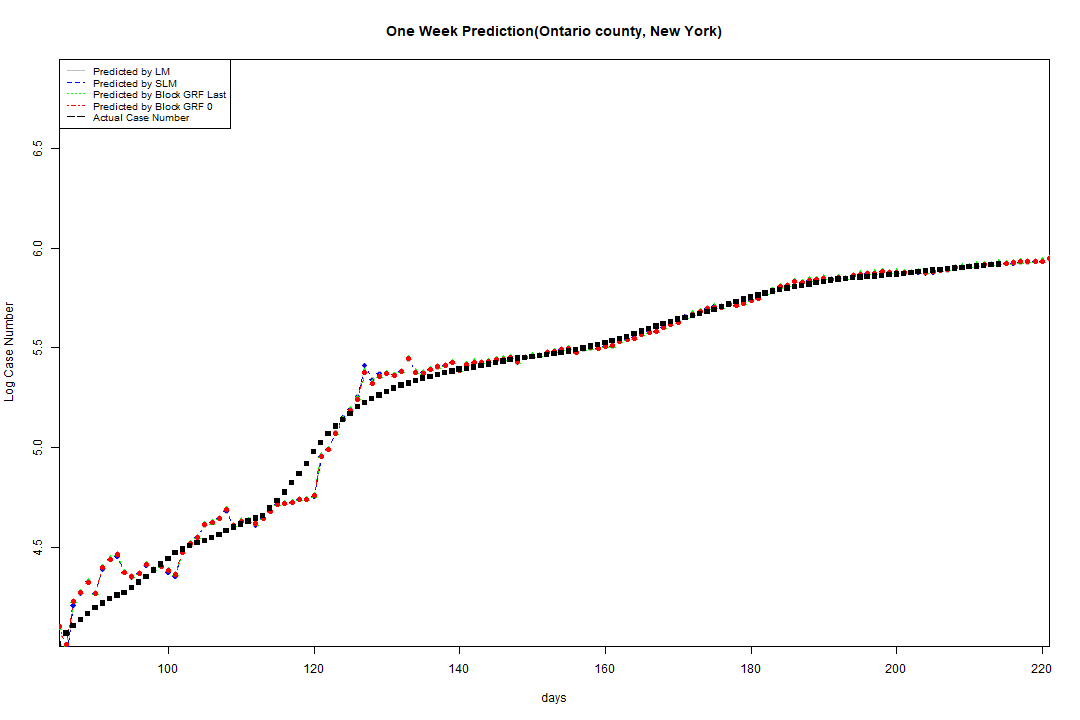 One Week Prediction(Ontario county, New York)
Predicted by LM
Predicted by SLM
Predicted by Block GRF Last
Predicted by Block GRF 0
Actual Case Number
Log Case Number
6.5
6.0
5.5
5.0
4.5
100 120 140 160 180 200 220
days